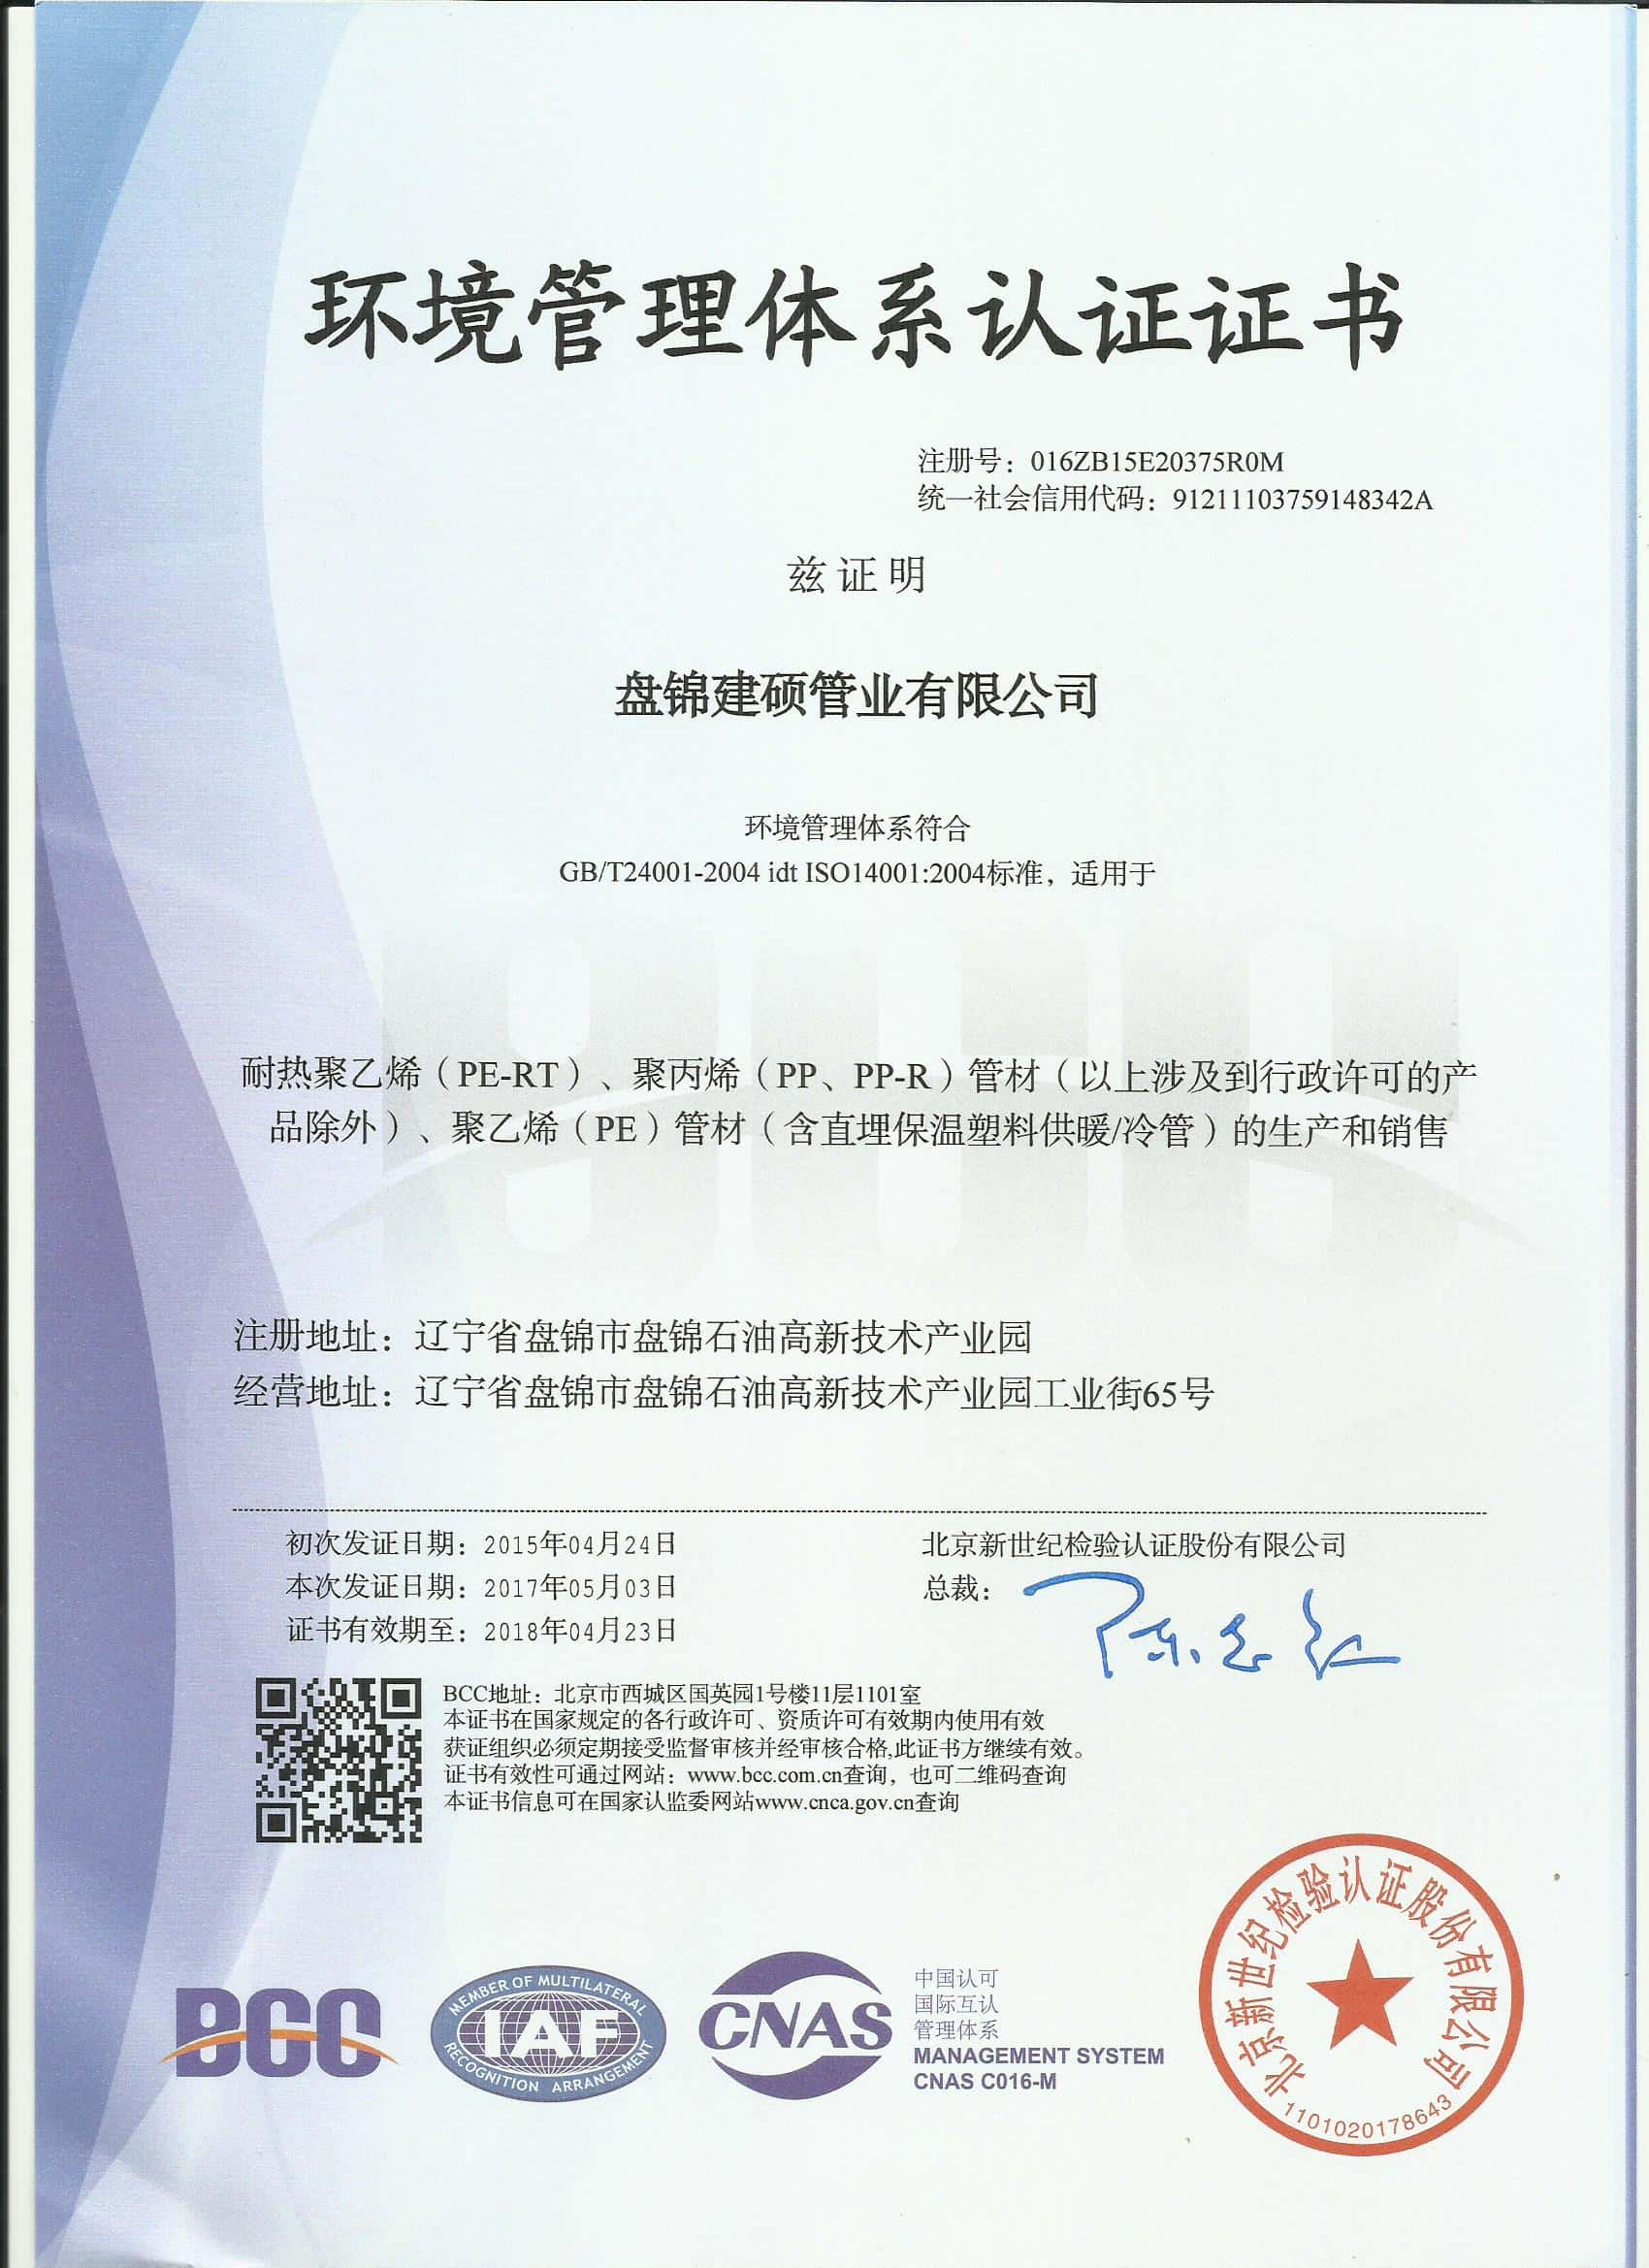 环境管理体系认证证书
注册号：016ZB15E20375R0M
统一社会信用代码：91211103759148342A
兹证明
盘锦建硕管业有限公司
环境管理体系符合
GB/T24001-2004 idt ISO14001:2004标准，适用于
耐热聚乙烯（PE-RT）、聚丙烯（PP、PP-R）管材（以上涉及到行政许可的产
品除外）、聚乙烯（PE）管材（含直埋保温塑料供暖/冷管）的生产和销售
注册地址：辽宁省盘锦市盘锦石油高新技术产业园
经营地址：辽宁省盘锦市盘锦石油高新技术产业园工业街65号
初次发证日期：2015年04月24日
本次发证日期：2017年05月03日
证书有效期至：2018年04月23日
北京新世纪检验认证股份有限公司
总裁：
BCC地址：北京市西城区国英园1号楼11层1101室
本证书在国家规定的各行政许可、资质许可有效期内使用有效
获证组织必须定期接受监督审核并经审核合格,此证书方继续有效。
证书有效性可通过网站：www.bcc.com.cn查询，也可二维码查询
本证书信息可在国家认监委网站www.cnca.gov.cn查询
BCC
MEMBER OF MULTILATERAL
IAF
RECOGNITION ARRANGEMENT
CNAS
中国认可
国际互认
管理体系
MANAGEMENT SYSTEM
CNAS C016-M
北京新世纪检验认证股份有限公司
1101020178643